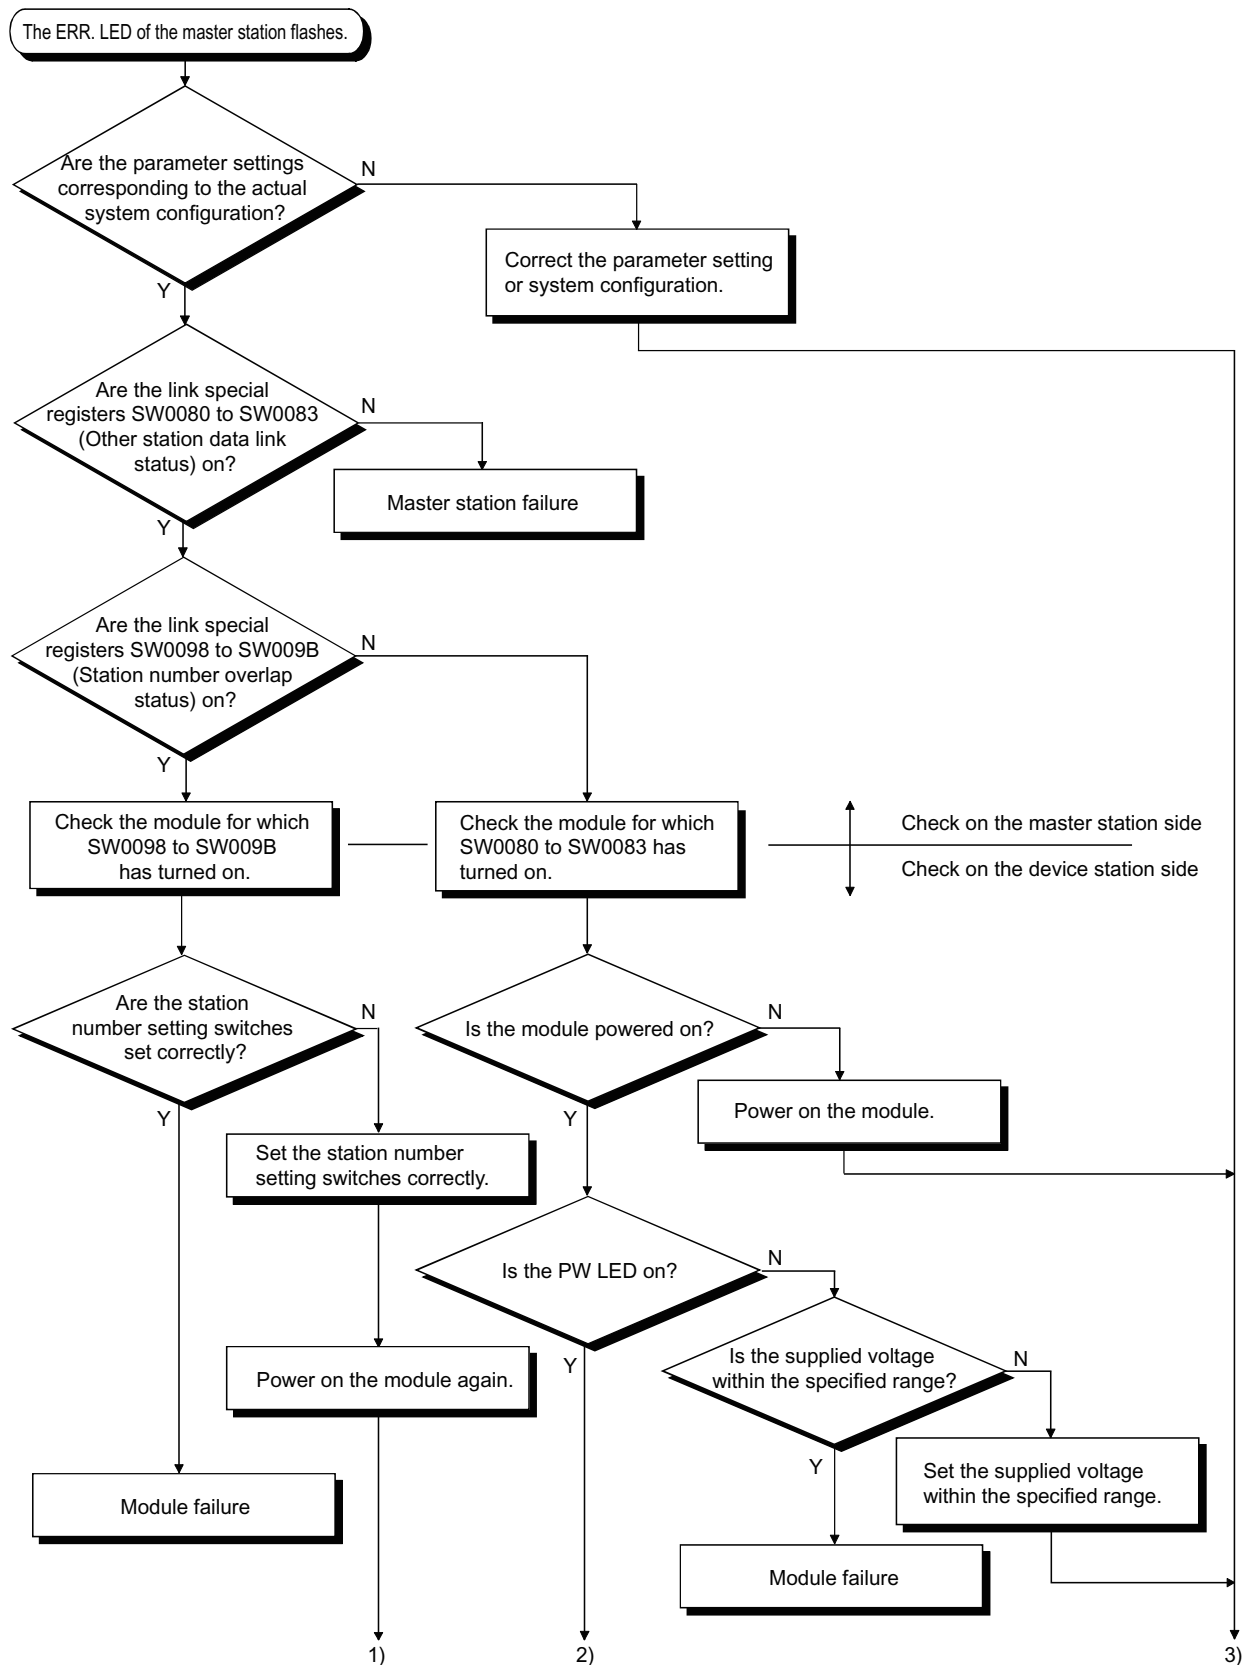 The ERR. LED of the master station flashes.
Are the parameter settings
corresponding to the actual
system configuration?
N
Y
Correct the parameter setting
or system configuration.
Are the link special
registers SW0080 to SW0083
(Other station data link
status) on?
N
Y
Master station failure
Are the link special
registers SW0098 to SW009B
(Station number overlap
status) on?
N
Y
Check the module for which
SW0098 to SW009B
has turned on.
Check the module for which
SW0080 to SW0083 has
turned on.
Check on the master station side
Check on the device station side
Are the station
number setting switches
set correctly?
N
Y
Is the module powered on?
N
Y
Power on the module.
Set the station number
setting switches correctly.
Is the PW LED on?
N
Y
Is the supplied voltage
within the specified range?
N
Y
Power on the module again.
Set the supplied voltage
within the specified range.
Module failure
Module failure
1)
2)
3)